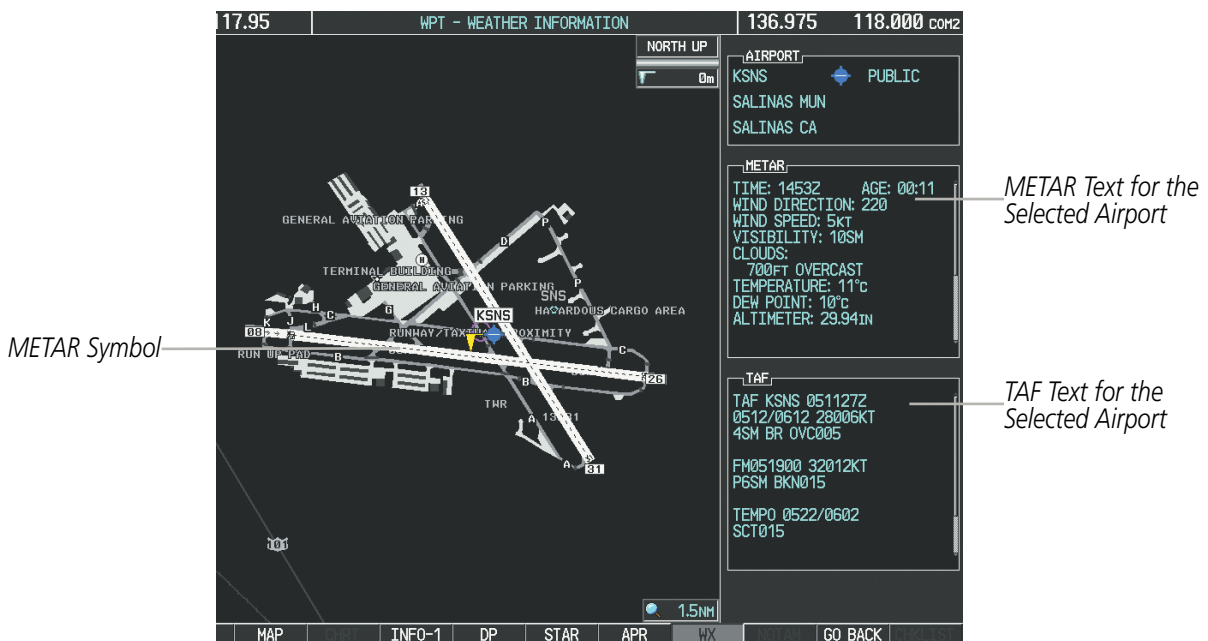 117.95 WPT - WEATHER INFORMATION 136.975 118.000 COM2
NORTH UP
0m
AIRPORT
KSNS PUBLIC
SALINAS MUN
SALINAS CA
METAR
TIME: 1453Z AGE: 00:11
WIND DIRECTION: 220
WIND SPEED: 5KT
VISIBILITY: 10SM
CLOUDS:
700FT OVERCAST
TEMPERATURE: 11°C
DEW POINT: 10°C
ALTIMETER: 29.94IN
METAR Text for the
Selected Airport
TAF
TAF KSNS 051127Z
0512/0612 28006KT
4SM BR OVC005
FM051900 32012KT
P6SM BKN015
TEMPO 0522/0602
SCT015
TAF Text for the
Selected Airport
METAR Symbol
13
A
GENERAL AVIATION PARKING
P
D
H
TERMINAL BUILDING
GENERAL AVIATION PARKING
P
SNS
HAZARDOUS CARGO AREA
H
G
K J L C
KSNS
08
RUNWAY/TAXIWAY PROXIMITY
RUN UP PAD
B
C
B
26
TWR
A
A
31
101
1.5NM
MAP CHRT INFO-1 DP STAR APR WX NOTAM GO BACK CHKLIST